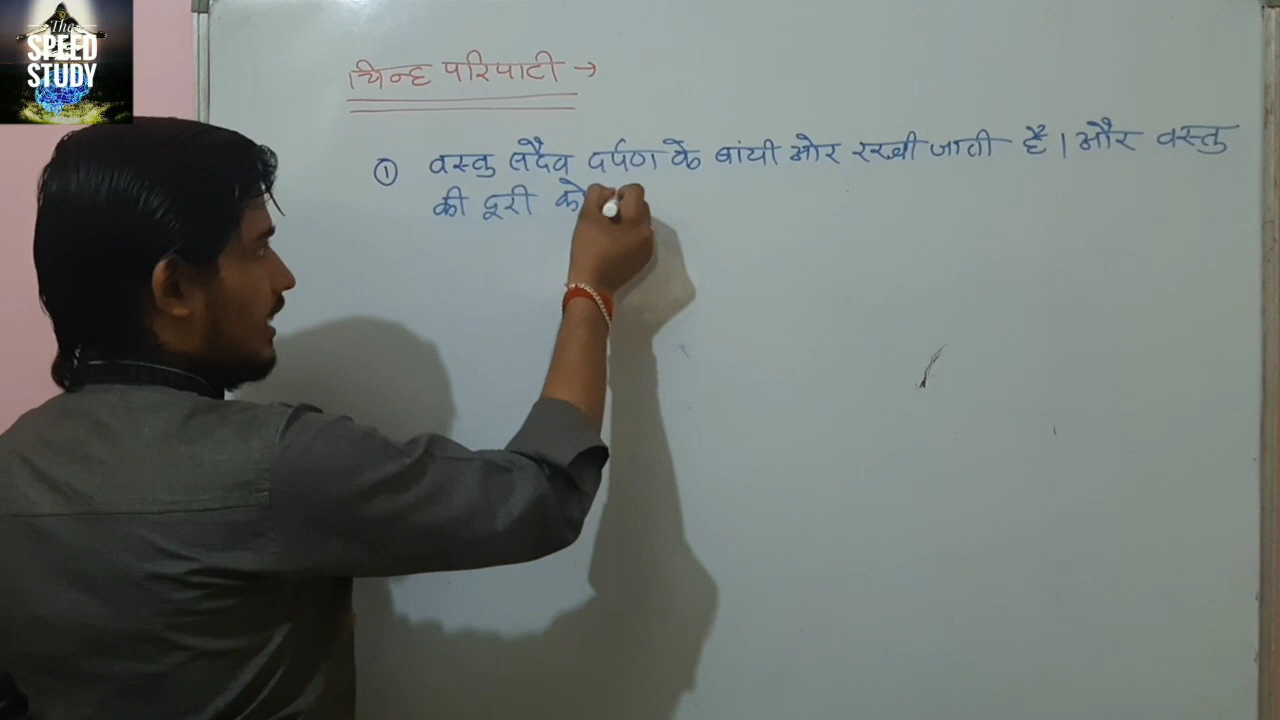 The
SPEED
STUDY
चिन्ह परिपाटी →
① वस्तु सदैव दर्पण के बांयी ओर रखी जाती है। और वस्तु
की दूरी को